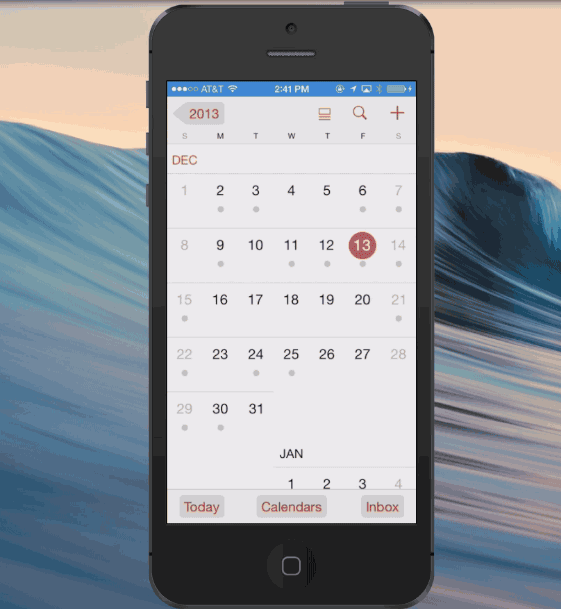 AT&T 2:41 PM
2013
S M T W T F S
DEC
1 2 3 4 5 6 7
8 9 10 11 12 13 14
15 16 17 18 19 20 21
22 23 24 25 26 27 28
29 30 31
JAN
1 2 3 4
Today Calendars Inbox